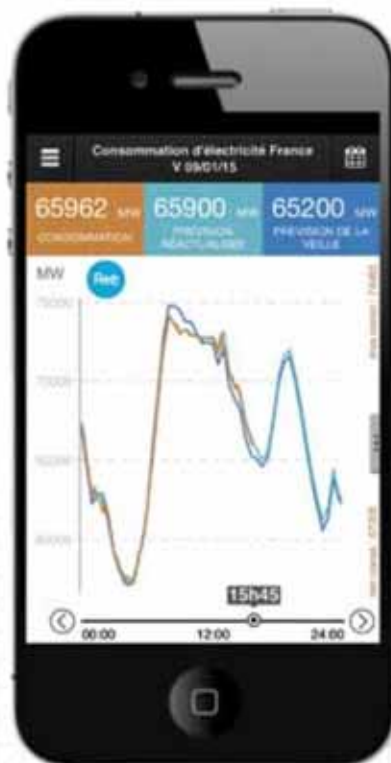 Consommation d'électricité France
V 09/01/15
65962 MW
CONSOMMATION
65900 MW
PRÉVISION
RÉACTUALISÉE
65200 MW
PRÉVISION DE LA
VEILLE
MW
Rte
15h45
00:00
12:00
24:00